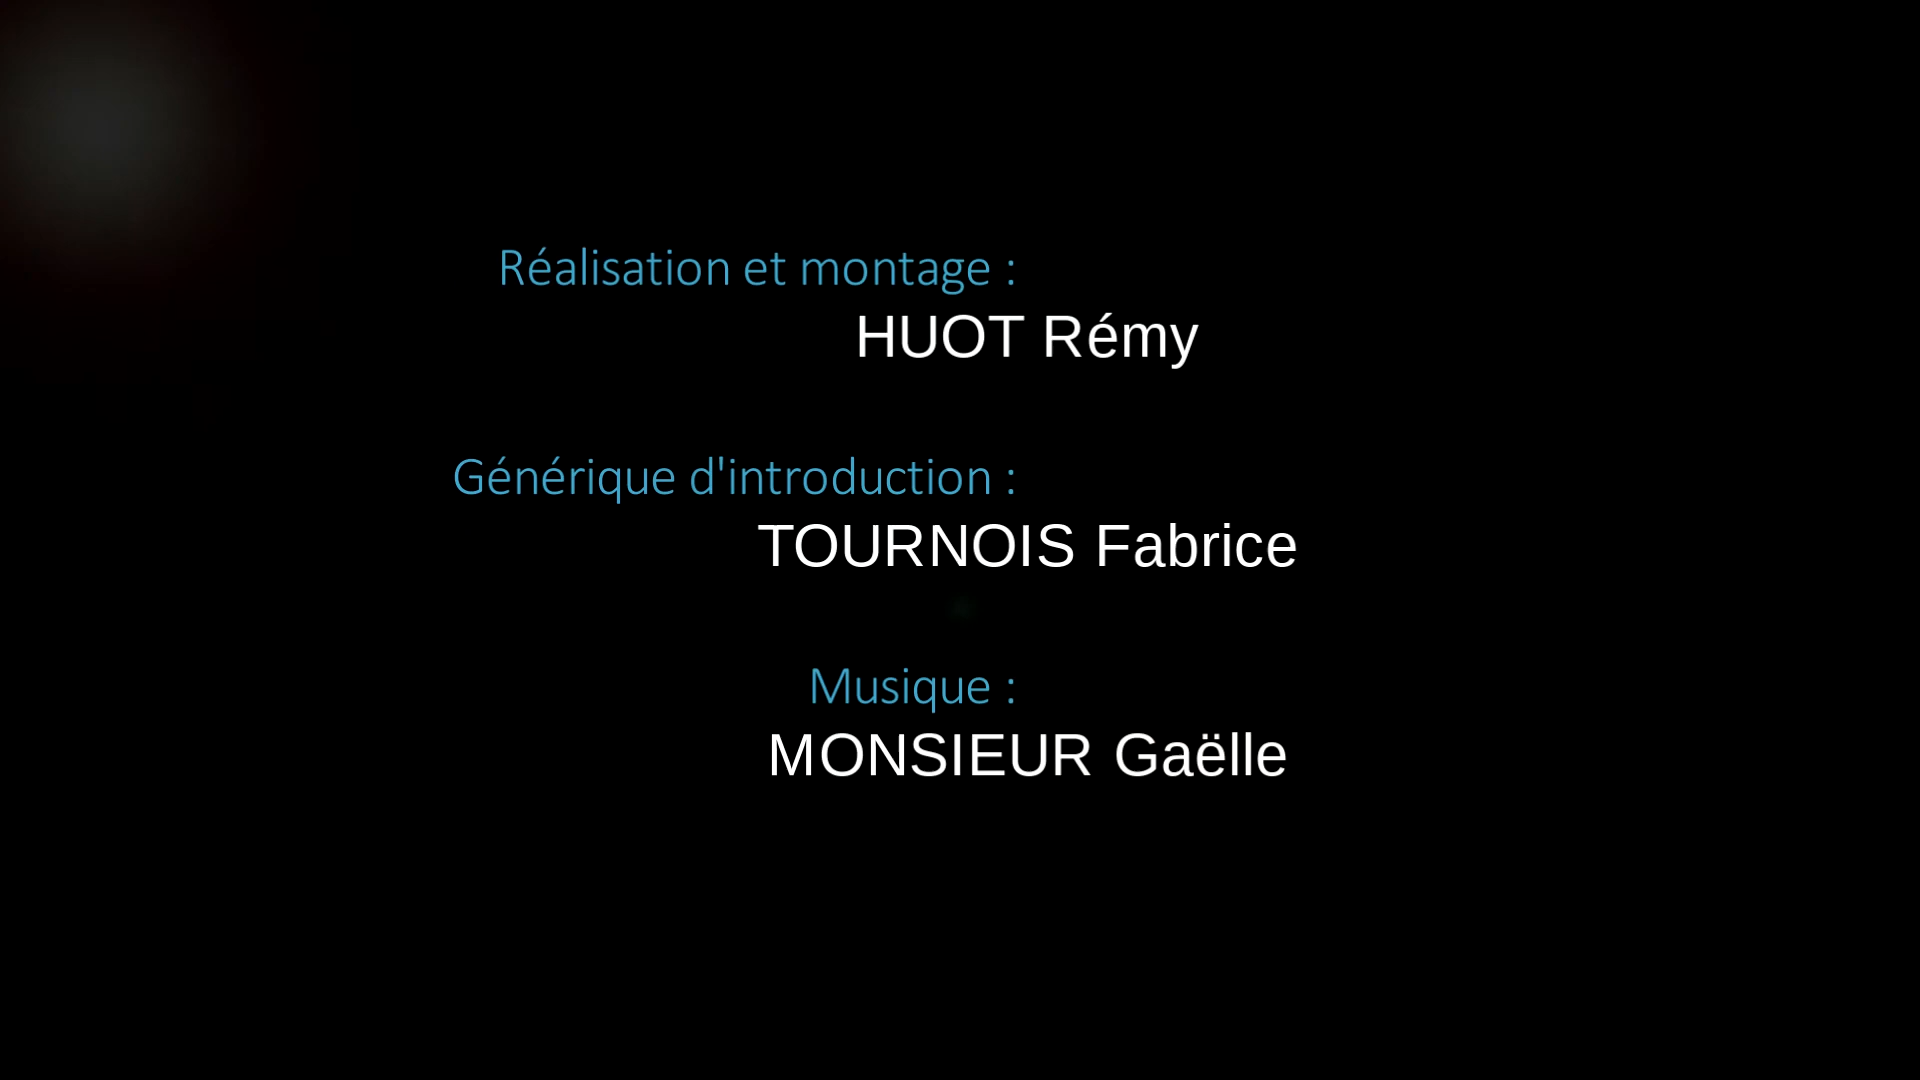 Réalisation et montage :
HUOT Rémy
Générique d'introduction :
TOURNOIS Fabrice
Musique :
MONSIEUR Gaëlle